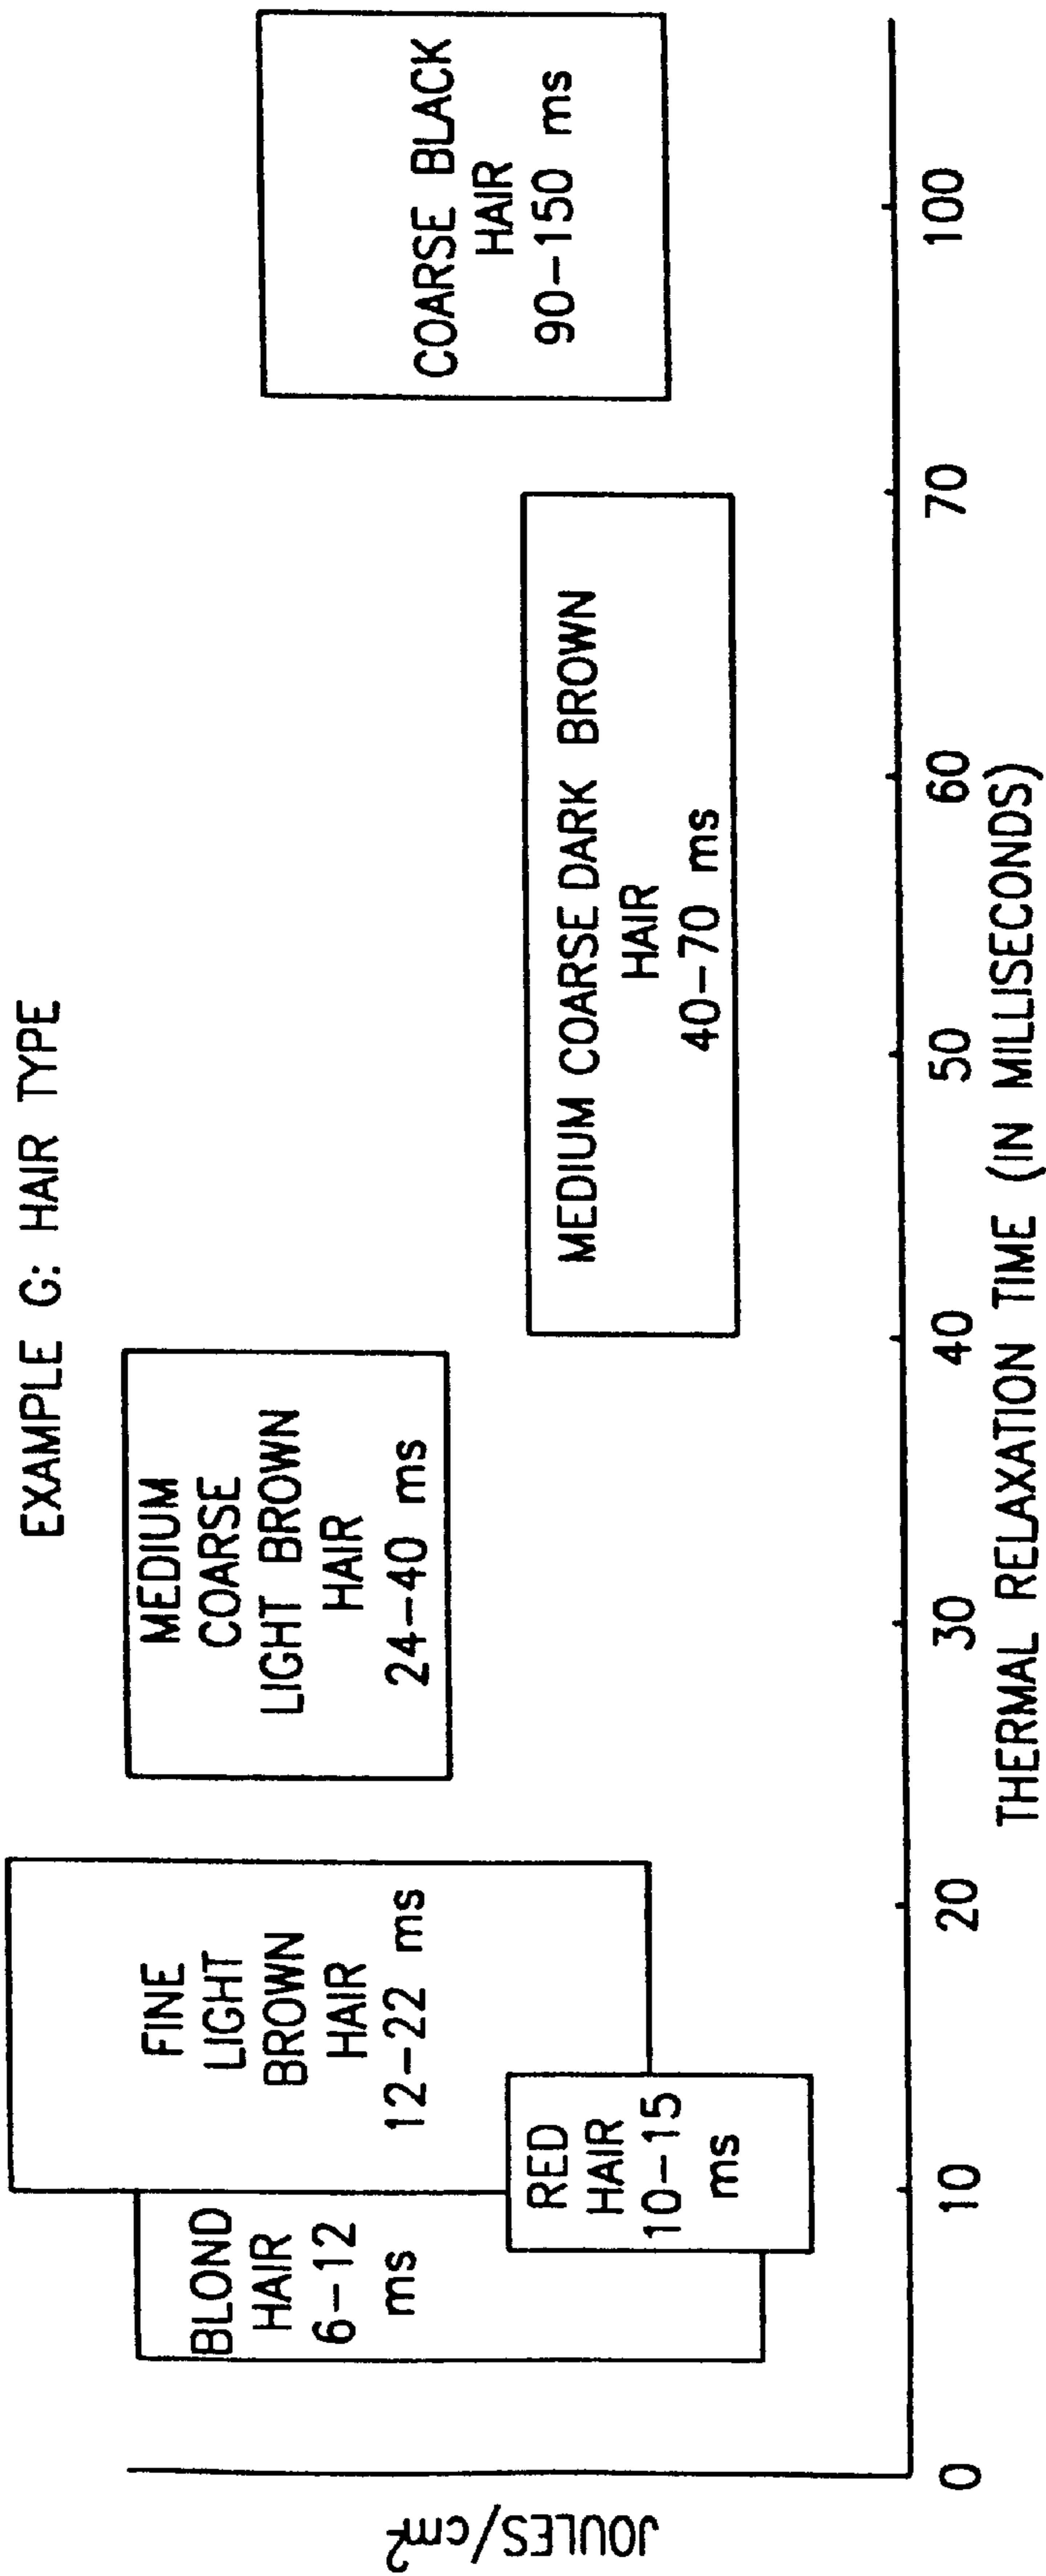 EXAMPLE G: HAIR TYPE
JOULES/cm²
BLOND
HAIR
6-12
ms
FINE
LIGHT
BROWN
HAIR
12-22 ms
RED
HAIR
10-15
ms
MEDIUM
COARSE
LIGHT BROWN
HAIR
24-40 ms
MEDIUM COARSE DARK BROWN
HAIR
40-70 ms
COARSE BLACK
HAIR
90-150 ms
0 10 20 30 40 50 60 70 100
THERMAL RELAXATION TIME (IN MILLISECONDS)